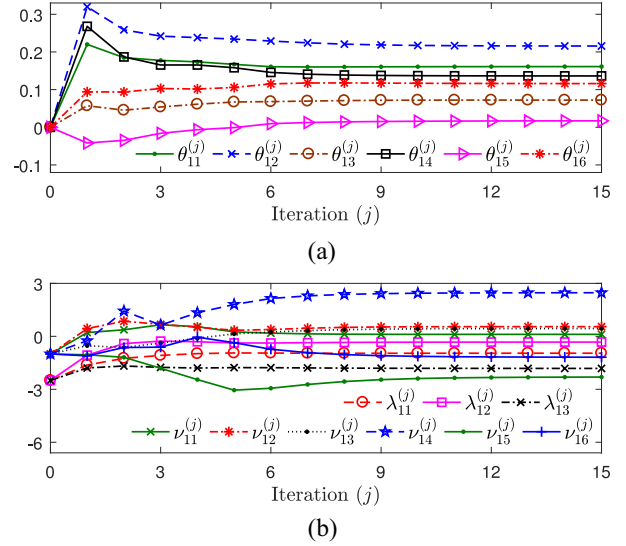 0.3
0.2
0.1
0
-0.1
θ₁₁⁽ʲ⁾ θ₁₂⁽ʲ⁾ θ₁₃⁽ʲ⁾ θ₁₄⁽ʲ⁾ θ₁₅⁽ʲ⁾ θ₁₆⁽ʲ⁾
0 3 6 9 12 15
Iteration (j)
(a)
3
0
-3
-6
λ₁₁⁽ʲ⁾ λ₁₂⁽ʲ⁾ λ₁₃⁽ʲ⁾
ν₁₁⁽ʲ⁾ ν₁₂⁽ʲ⁾ ν₁₃⁽ʲ⁾ ν₁₄⁽ʲ⁾ ν₁₅⁽ʲ⁾ ν₁₆⁽ʲ⁾
0 3 6 9 12 15
Iteration (j)
(b)